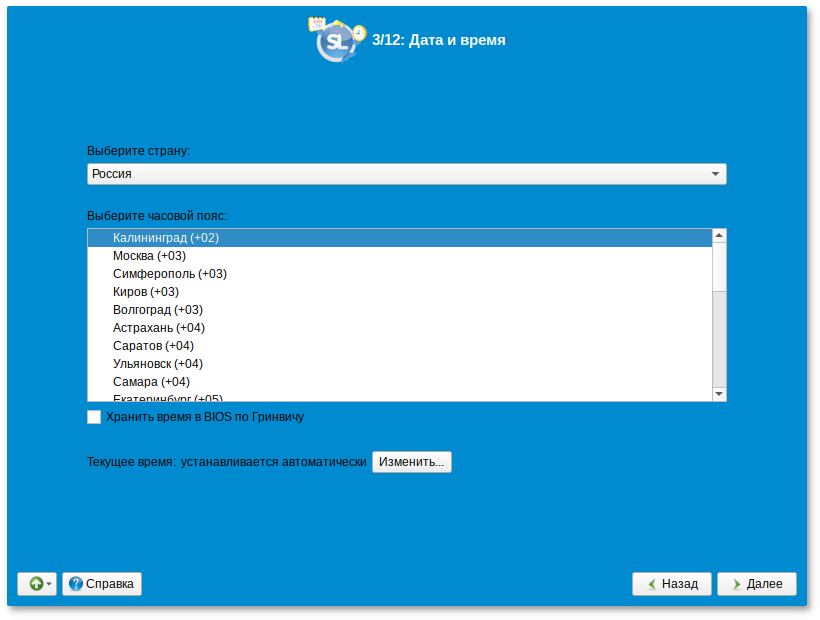 SL 3/12: Дата и время
Выберите страну:
Россия
Выберите часовой пояс:
Калининград (+02)
Москва (+03)
Симферополь (+03)
Киров (+03)
Волгоград (+03)
Астрахань (+04)
Саратов (+04)
Ульяновск (+04)
Самара (+04)
Екатеринбург (+05)
Хранить время в BIOS по Гринвичу
Текущее время: устанавливается автоматически Изменить...
Справка Назад Далее